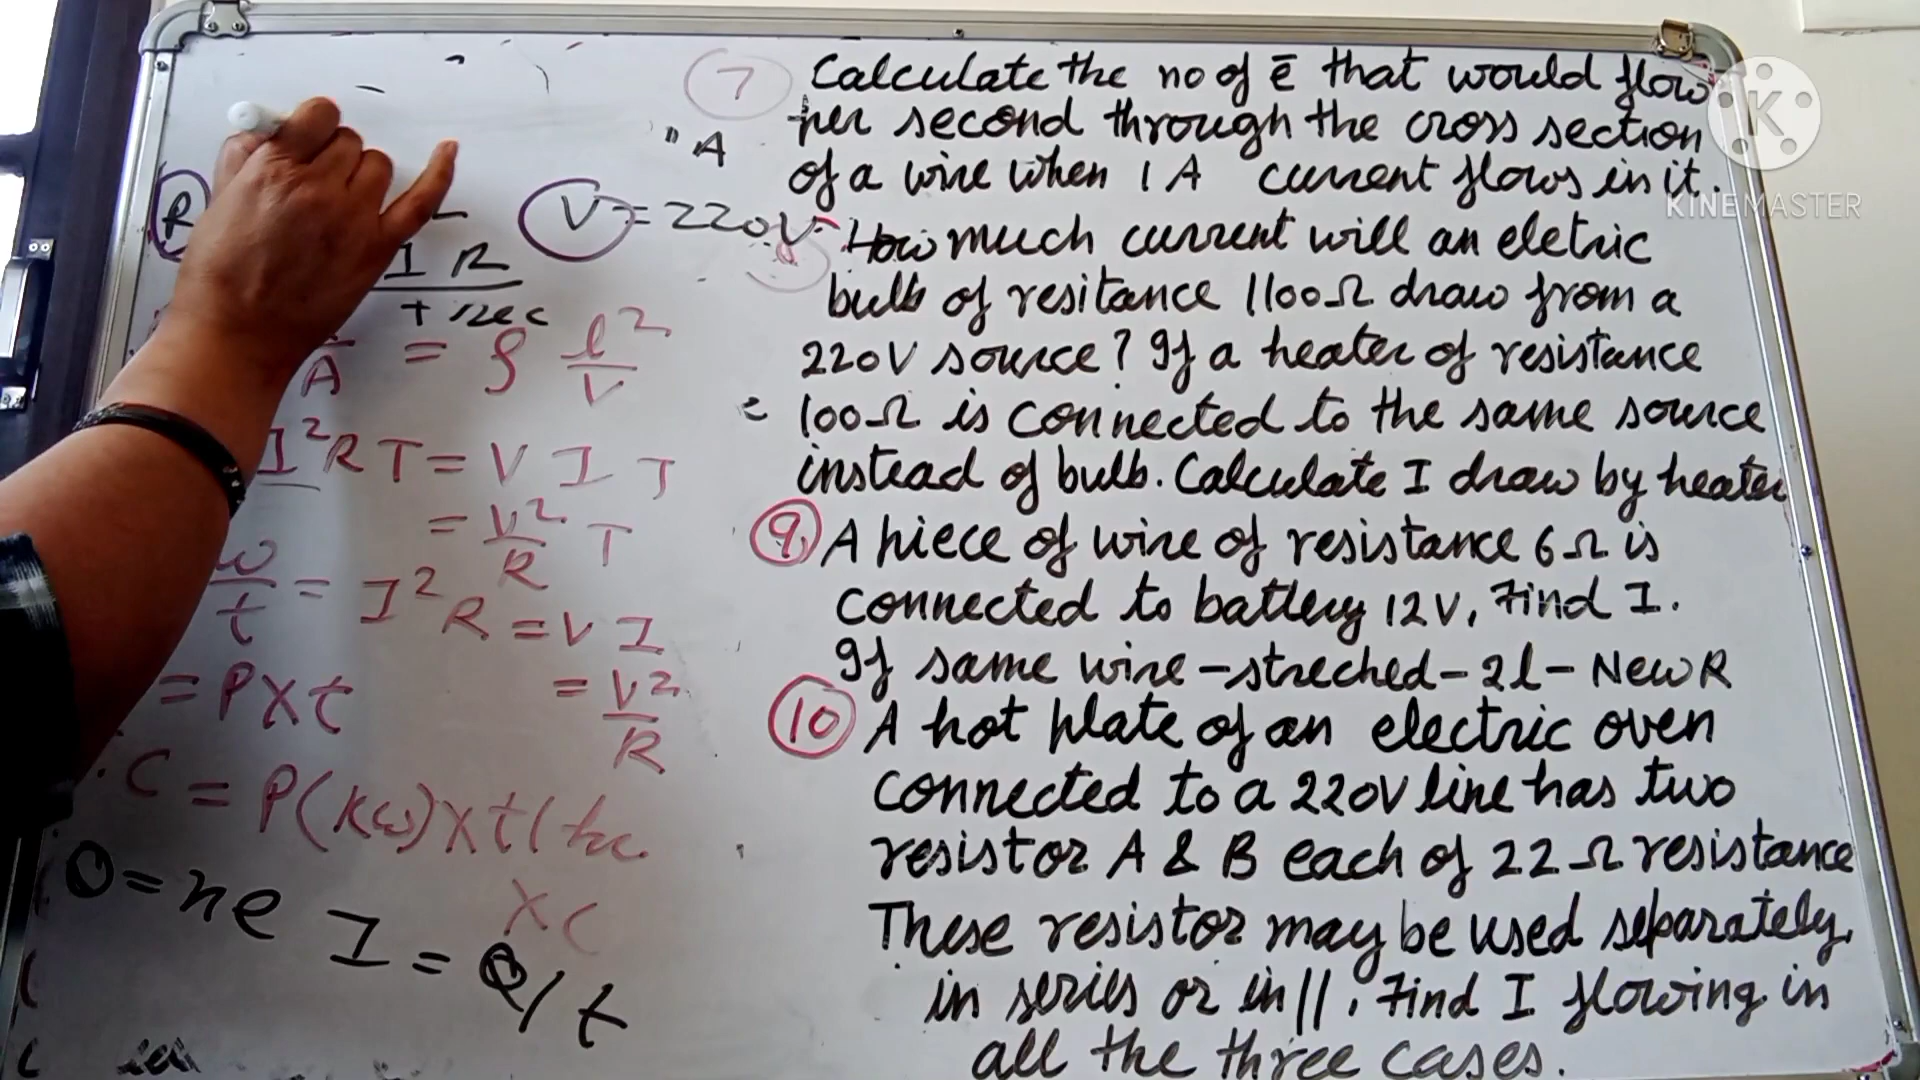 R
" A
V = 220V
I R
+ ve c
A = ρ l²
V
I²RT = V I T
= V² T
R
w = I²R = V I
t
= P X t = V²
R
C = P(KW) X t(h
X C
Q = ne I = Q/t
7 Calculate the no of ē that would flow
per second through the cross section
of a wire when 1 A current flows in it.
8 How much current will an eletric
bulb of resitance 1100Ω draw from a
220V source? If a heater of resistance
100Ω is connected to the same source
instead of bulb. Calculate I draw by heater
9 A piece of wire of resistance 6Ω is
connected to battery 12V, Find I.
If same wire - streched - 2l - New R
10 A hot plate of an electric oven
connected to a 220V line has two
resistor A & B each of 22Ω resistance
These resistor may be used separately,
in series or in ||. Find I flowing in
all the three cases.
K
KINEMASTER